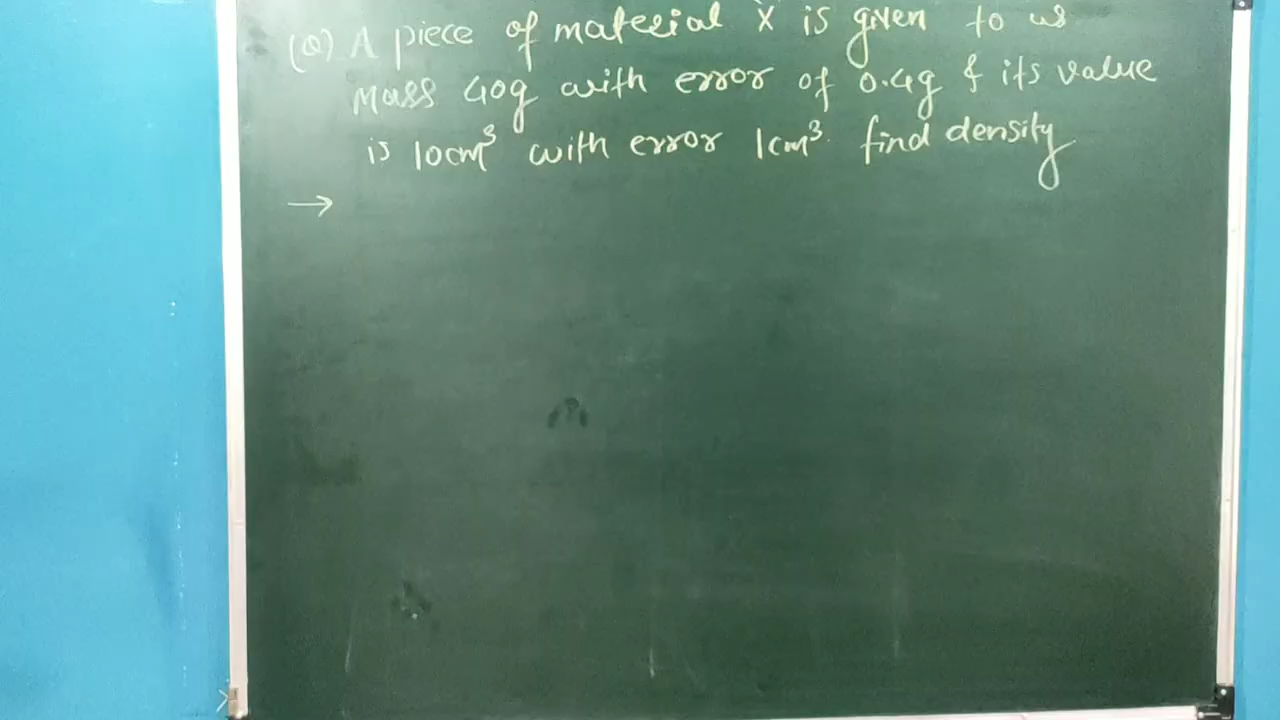 (Q) A piece of material X is given to us
Mass 40g with error of 0.4g & its value
is 10cm³ with error 1cm³. find density
→